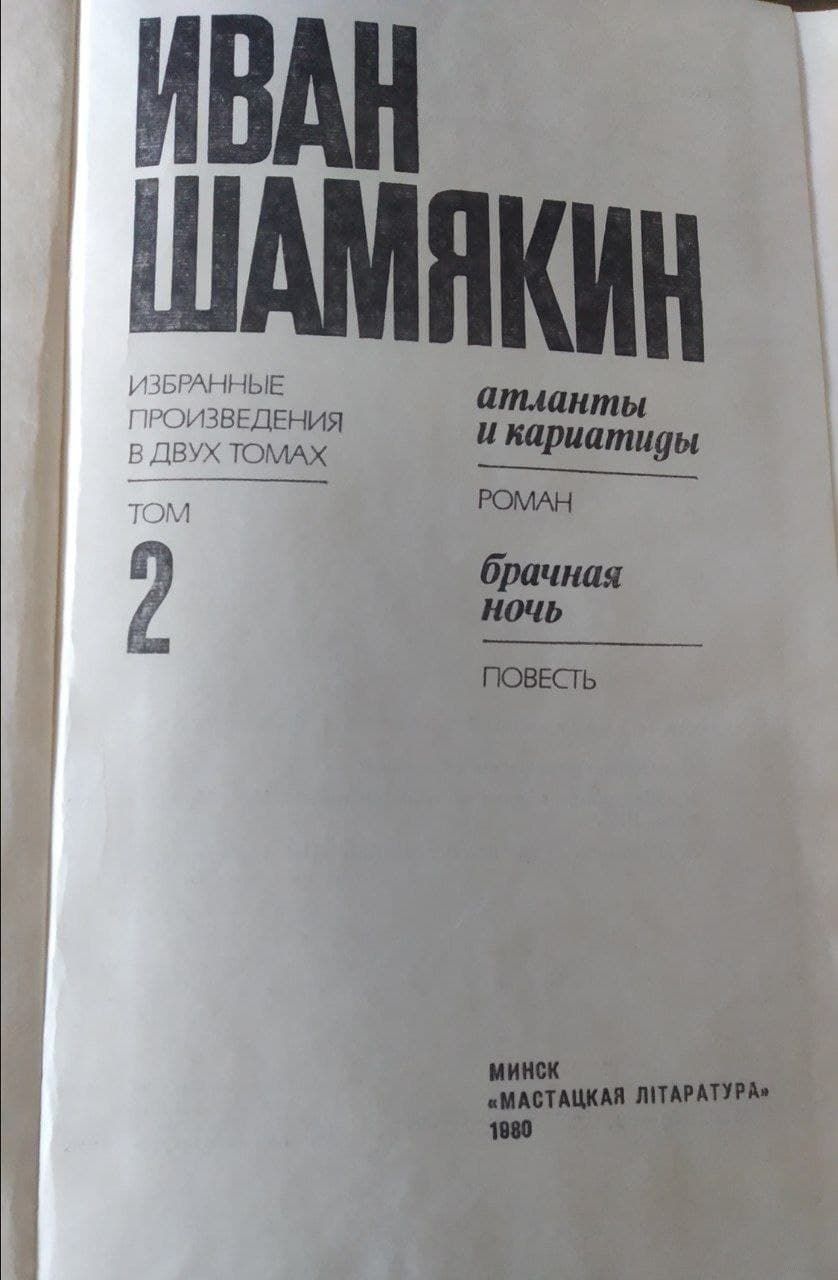 ИВАН
ШАМЯКИН
ИЗБРАННЫЕ
ПРОИЗВЕДЕНИЯ
В ДВУХ ТОМАХ
ТОМ
2
атланты
и кариатиды
РОМАН
брачная
ночь
ПОВЕСТЬ
МИНСК
«МАСТАЦКАЯ ЛІТАРАТУРА»
1980